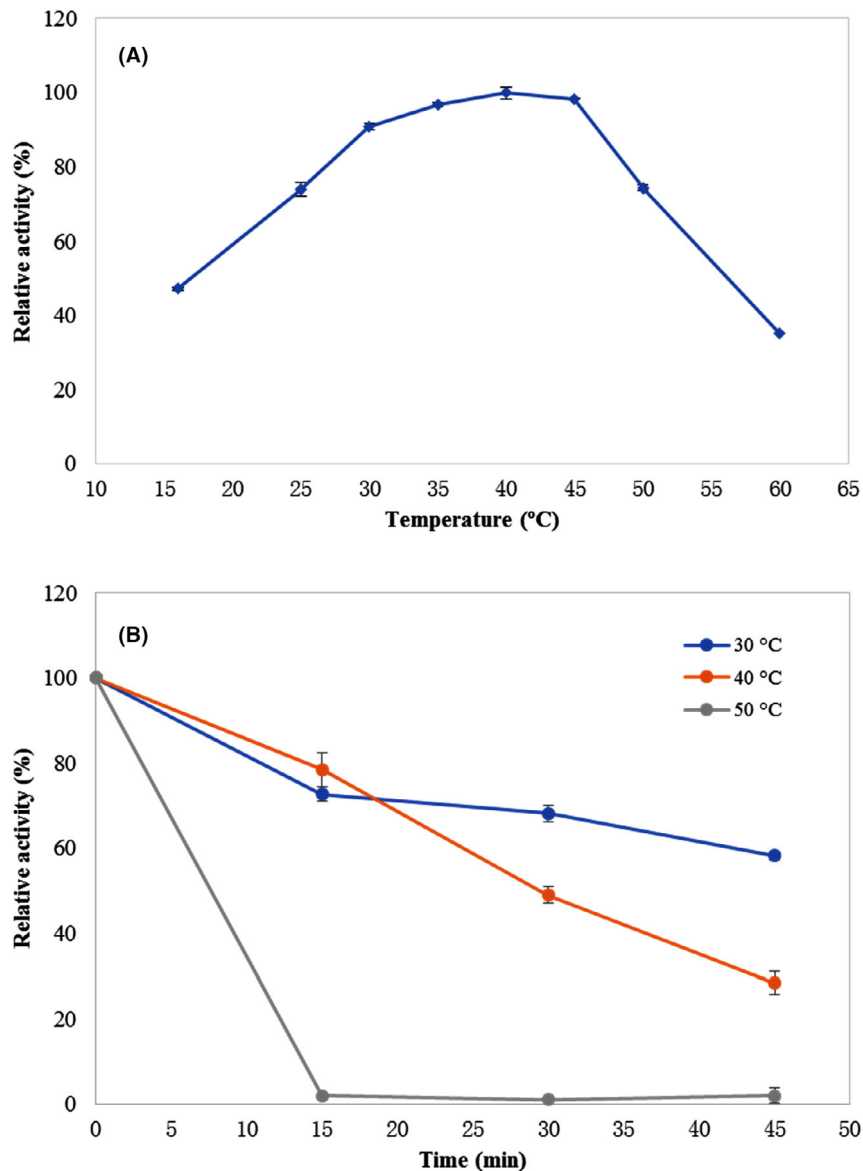 (A)
Relative activity (%)
120
100
80
60
40
20
0
10 15 20 25 30 35 40 45 50 55 60 65
Temperature (°C)
(B)
30 °C
40 °C
50 °C
Relative activity (%)
120
100
80
60
40
20
0
0 5 10 15 20 25 30 35 40 45 50
Time (min)